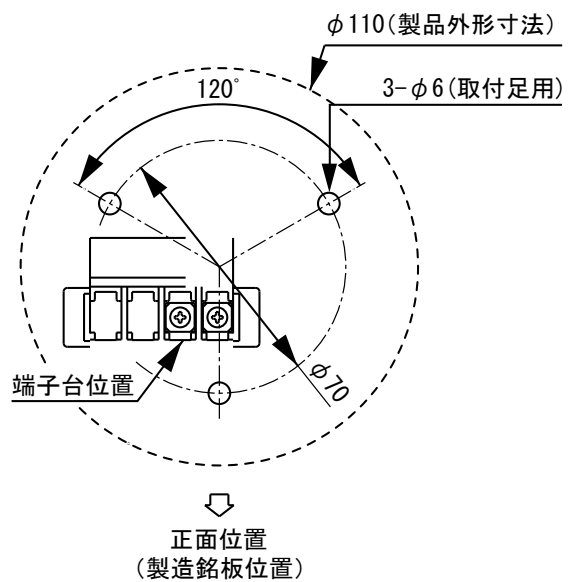 φ110(製品外形寸法)
3-φ6(取付足用)
120°
φ70
端子台位置
正面位置
(製造銘板位置)